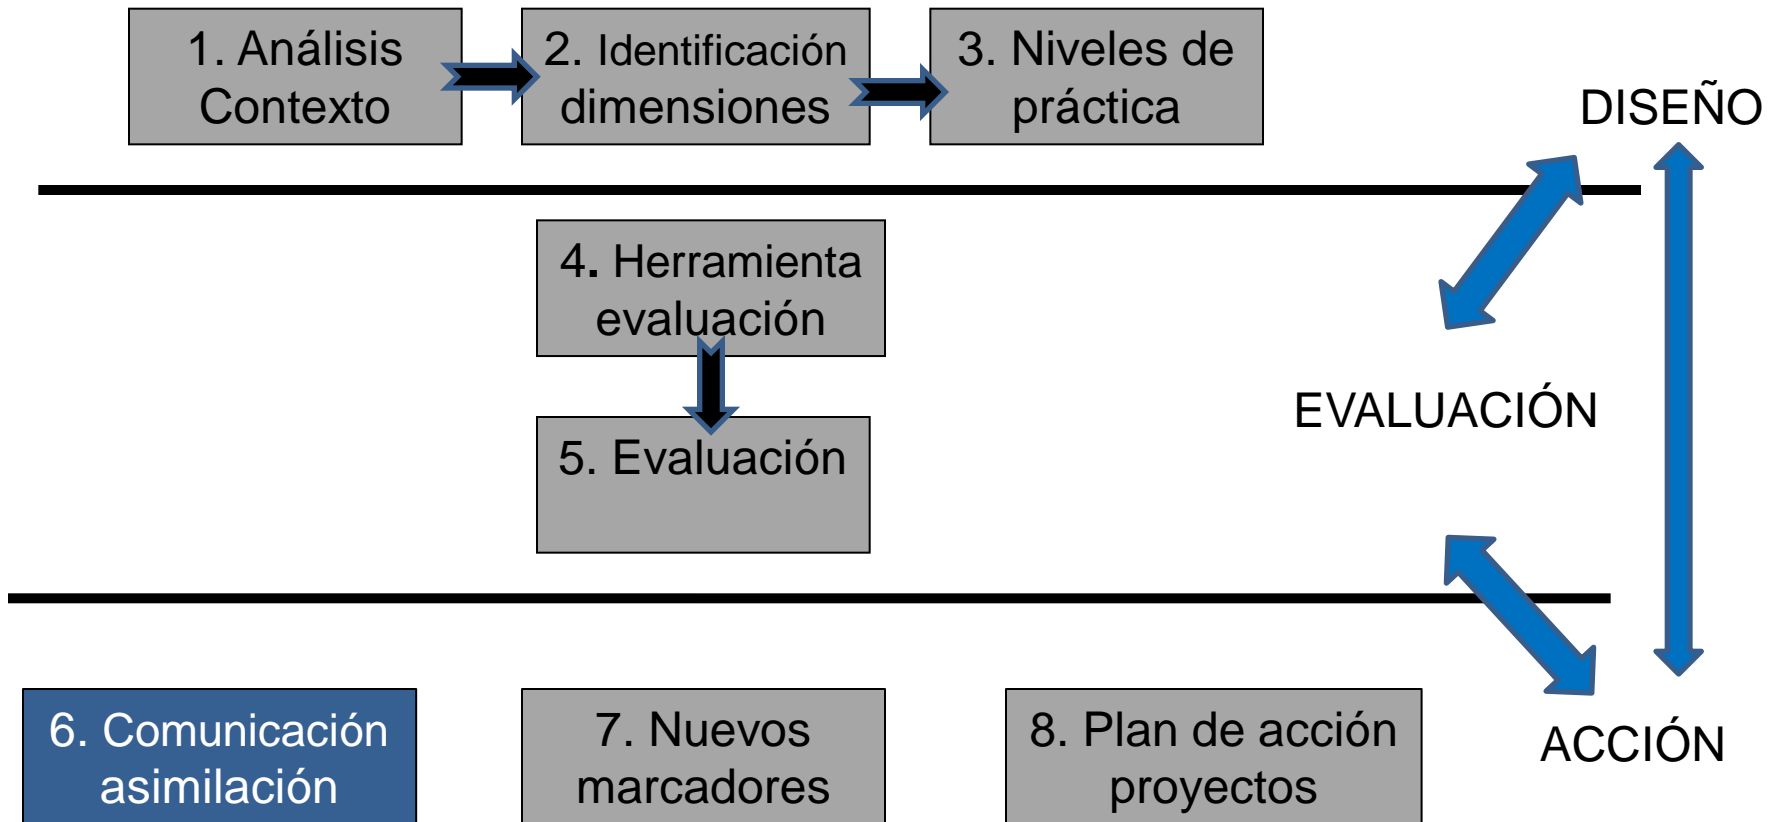 1. Análisis
Contexto
2. Identificación
dimensiones
3. Niveles de
práctica
DISEÑO
4. Herramienta
evaluación
5. Evaluación
EVALUACIÓN
6. Comunicación
asimilación
7. Nuevos
marcadores
8. Plan de acción
proyectos
ACCIÓN